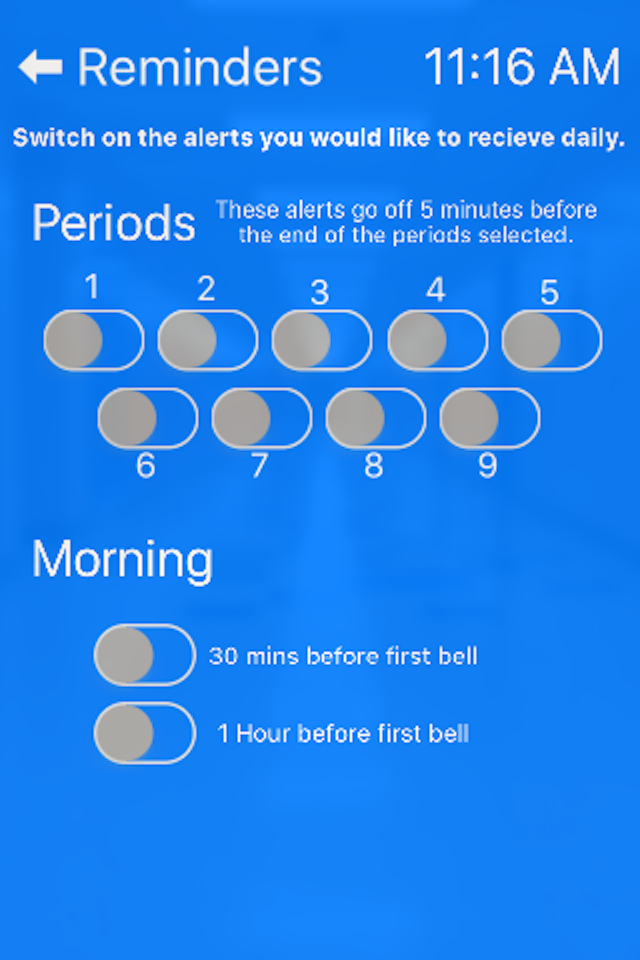 Reminders 11:16 AM
Switch on the alerts you would like to recieve daily.
Periods
These alerts go off 5 minutes before
the end of the periods selected.
1 2 3 4 5
6 7 8 9
Morning
30 mins before first bell
1 Hour before first bell